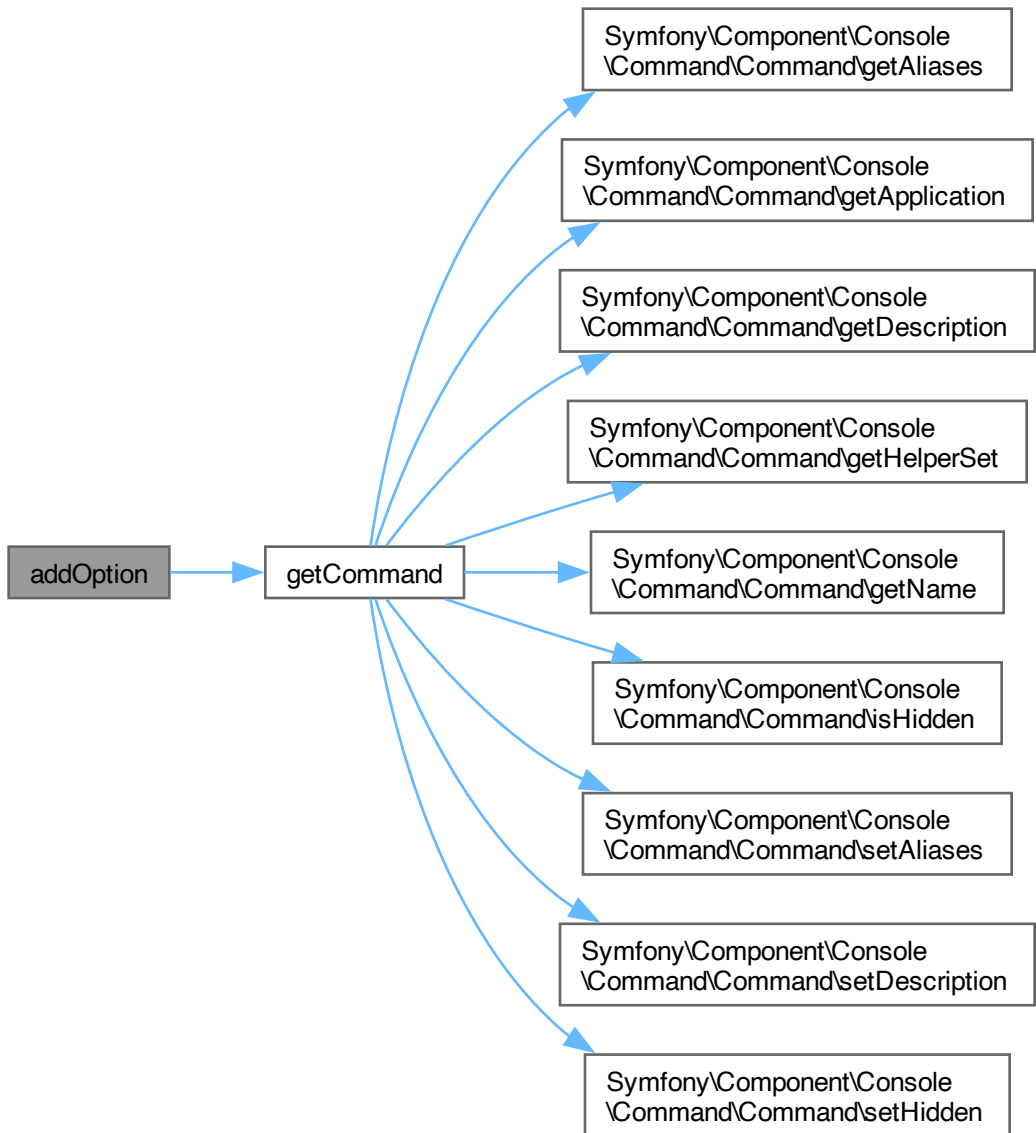 Symfony\Component\Console
\Command\Command\getAliases
Symfony\Component\Console
\Command\Command\getApplication
Symfony\Component\Console
\Command\Command\getDescription
Symfony\Component\Console
\Command\Command\getHelperSet
addOption
getCommand
Symfony\Component\Console
\Command\Command\getName
Symfony\Component\Console
\Command\Command\isHidden
Symfony\Component\Console
\Command\Command\setAliases
Symfony\Component\Console
\Command\Command\setDescription
Symfony\Component\Console
\Command\Command\setHidden